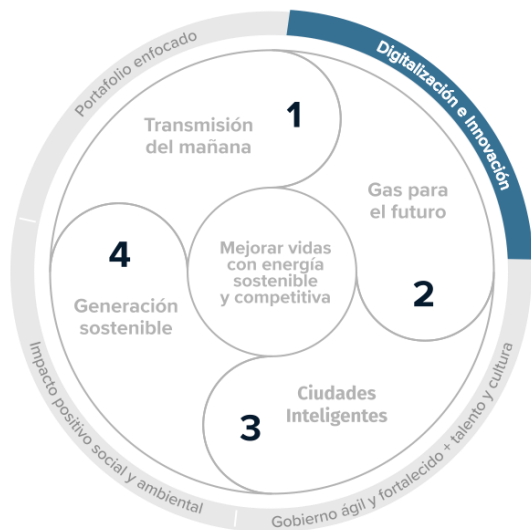 Portafolio enfocado
Digitalización e Innovación
1
Transmisión
del mañana
Gas para
el futuro
2
Mejorar vidas
con energía
sostenible
y competitiva
4
Generación
sostenible
Ciudades
Inteligentes
3
Impacto positivo social y ambiental
Gobierno ágil y fortalecido + talento y cultura